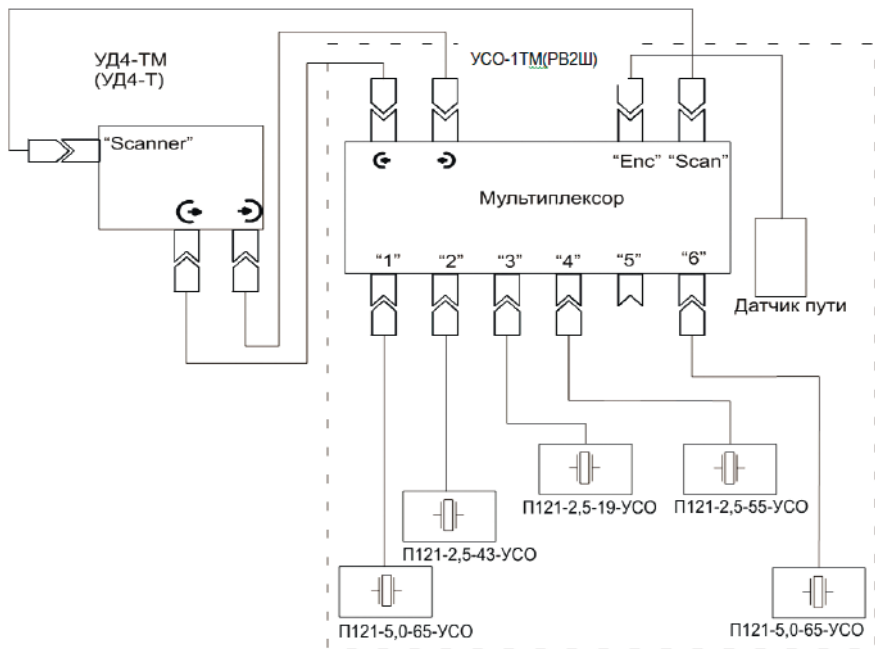 УД4-ТМ
(УД4-Т)
УСО-1ТМ(РВ2Ш)
“Scanner”
“Enc” “Scan”
Мультиплексор
“1” “2” “3” “4” “5” “6”
Датчик пути
П121-2,5-19-УСО
П121-2,5-55-УСО
П121-2,5-43-УСО
П121-5,0-65-УСО
П121-5,0-65-УСО